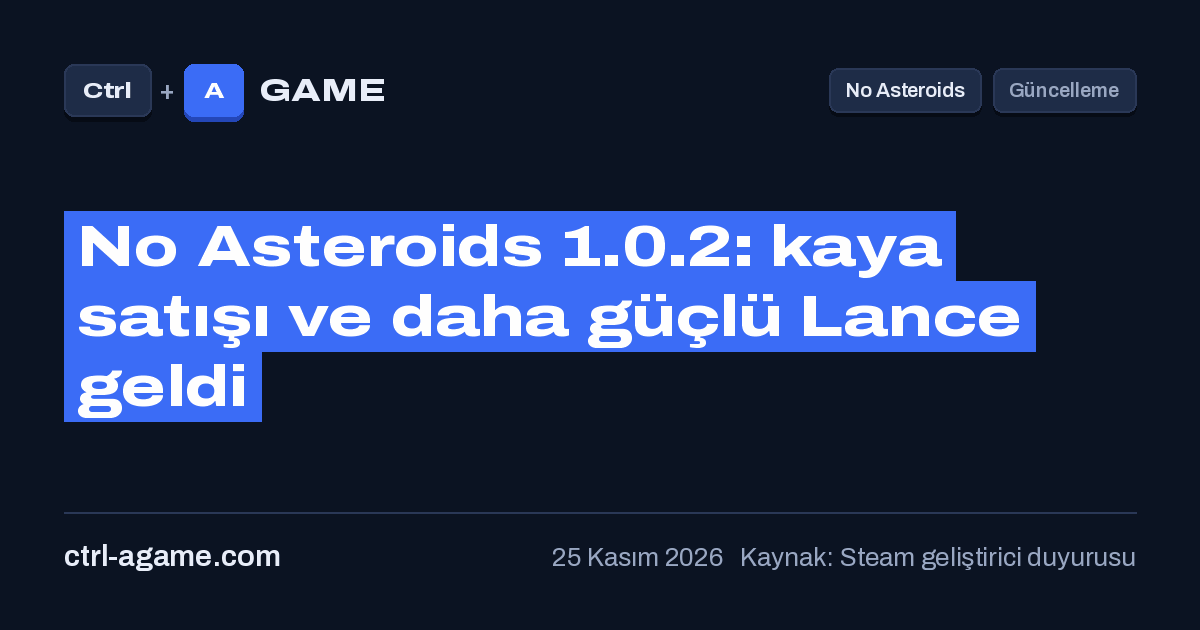 Ctrl + A GAME
No Asteroids Güncelleme
No Asteroids 1.0.2: kaya
satışı ve daha güçlü Lance
geldi
ctrl-agame.com
25 Kasım 2026 Kaynak: Steam geliştirici duyurusu